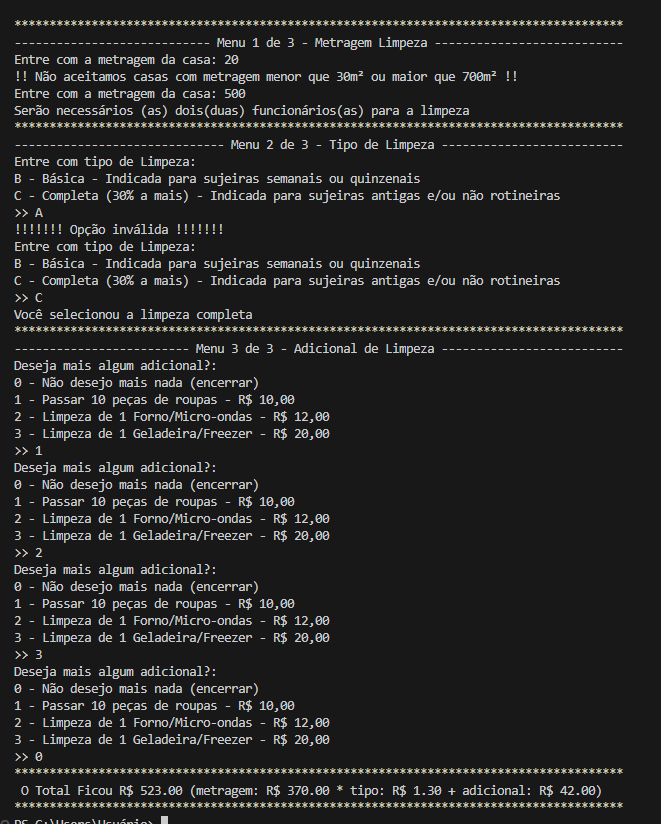 ***************************************************************************************
---------------------------- Menu 1 de 3 - Metragem Limpeza ---------------------------
Entre com a metragem da casa: 20
!! Não aceitamos casas com metragem menor que 30m² ou maior que 700m² !!
Entre com a metragem da casa: 500
Serão necessários (as) dois(duas) funcionários(as) para a limpeza
***************************************************************************************
------------------------------ Menu 2 de 3 - Tipo de Limpeza --------------------------
Entre com tipo de Limpeza:
B - Básica - Indicada para sujeiras semanais ou quinzenais
C - Completa (30% a mais) - Indicada para sujeiras antigas e/ou não rotineiras
>> A
!!!!!!! Opção inválida !!!!!!!
Entre com tipo de Limpeza:
B - Básica - Indicada para sujeiras semanais ou quinzenais
C - Completa (30% a mais) - Indicada para sujeiras antigas e/ou não rotineiras
>> C
Você selecionou a limpeza completa
***************************************************************************************
------------------------- Menu 3 de 3 - Adicional de Limpeza --------------------------
Deseja mais algum adicional?:
0 - Não desejo mais nada (encerrar)
1 - Passar 10 peças de roupas - R$ 10,00
2 - Limpeza de 1 Forno/Micro-ondas - R$ 12,00
3 - Limpeza de 1 Geladeira/Freezer - R$ 20,00
>> 1
Deseja mais algum adicional?:
0 - Não desejo mais nada (encerrar)
1 - Passar 10 peças de roupas - R$ 10,00
2 - Limpeza de 1 Forno/Micro-ondas - R$ 12,00
3 - Limpeza de 1 Geladeira/Freezer - R$ 20,00
>> 2
Deseja mais algum adicional?:
0 - Não desejo mais nada (encerrar)
1 - Passar 10 peças de roupas - R$ 10,00
2 - Limpeza de 1 Forno/Micro-ondas - R$ 12,00
3 - Limpeza de 1 Geladeira/Freezer - R$ 20,00
>> 3
Deseja mais algum adicional?:
0 - Não desejo mais nada (encerrar)
1 - Passar 10 peças de roupas - R$ 10,00
2 - Limpeza de 1 Forno/Micro-ondas - R$ 12,00
3 - Limpeza de 1 Geladeira/Freezer - R$ 20,00
>> 0
***************************************************************************************
O Total Ficou R$ 523.00 (metragem: R$ 370.00 * tipo: R$ 1.30 + adicional: R$ 42.00)
***************************************************************************************
PS C:\Users\Usuário>